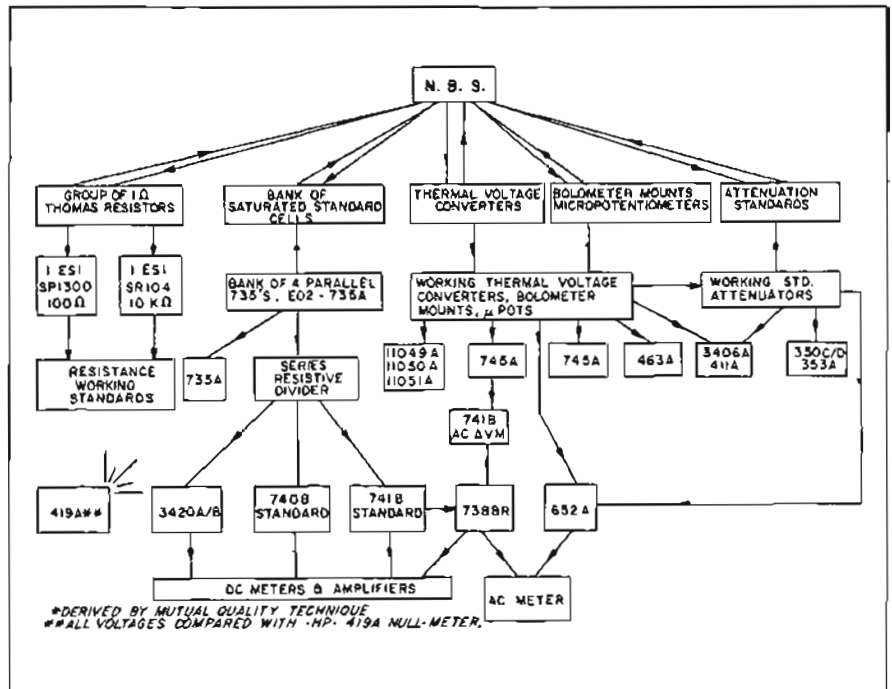 N. B. S.
GROUP OF 1 Ω
THOMAS RESISTORS
BANK OF
SATURATED STANDARD
CELLS
THERMAL VOLTAGE
CONVERTERS
BOLOMETER MOUNTS
MICROPOTENTIOMETERS
ATTENUATION
STANDARDS
1 ESI
SP1300
100Ω
1 ESI
SR104
10 KΩ
BANK OF 4 PARALLEL
735'S. E02-735A
WORKING THERMAL VOLTAGE
CONVERTERS, BOLOMETER
MOUNTS, μ POTS
WORKING STD.
ATTENUATORS
RESISTANCE
WORKING
STANDARDS
735A
SERIES
RESISTIVE
DIVIDER
11049A
11050A
11051A
746A
745A
463A
3406A
411A
350C/D
353A
741B
AC ΔVM
419A**
3420A/B
740B
STANDARD
741B
STANDARD
738BR
652A
DC METERS & AMPLIFIERS
AC METER
*DERIVED BY MUTUAL QUALITY TECHNIQUE
**ALL VOLTAGES COMPARED WITH -HP- 419A NULL-METER.